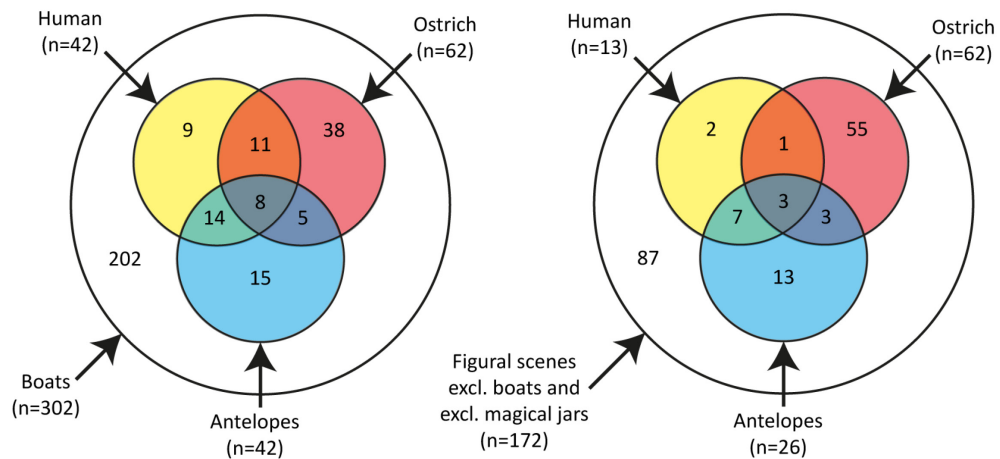 Human
(n=42)
Ostrich
(n=62)
9
11
38
8
14
5
202
15
Boats
(n=302)
Antelopes
(n=42)
Human
(n=13)
Ostrich
(n=62)
2
1
55
3
7
3
87
13
Figural scenes
excl. boats and
excl. magical jars
(n=172)
Antelopes
(n=26)